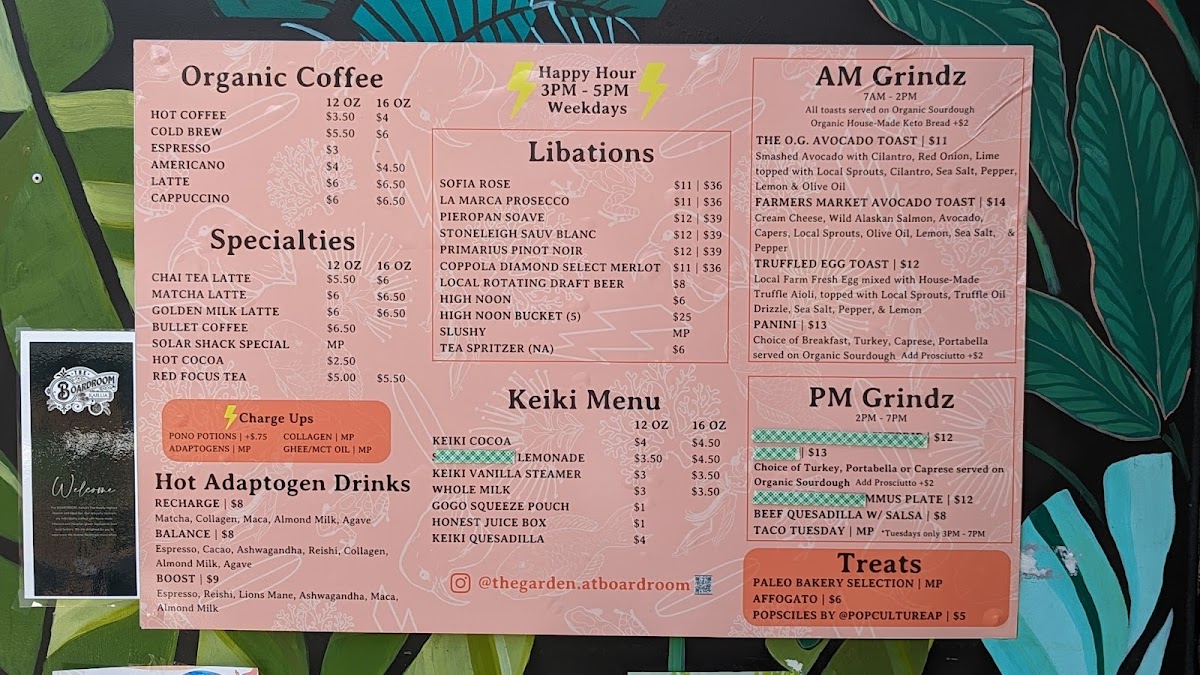 Organic Coffee
12 OZ 16 OZ
HOT COFFEE $3.50 $4
COLD BREW $5.50 $6
ESPRESSO $3 -
AMERICANO $4 $4.50
LATTE $6 $6.50
CAPPUCCINO $6 $6.50
Specialties
12 OZ 16 OZ
CHAI TEA LATTE $5.50 $6
MATCHA LATTE $6 $6.50
GOLDEN MILK LATTE $6 $6.50
BULLET COFFEE $6.50
SOLAR SHACK SPECIAL MP
HOT COCOA $2.50
RED FOCUS TEA $5.00 $5.50
Charge Ups
PONO POTIONS | +$.75 COLLAGEN | MP
ADAPTOGENS | MP GHEE/MCT OIL | MP
Hot Adaptogen Drinks
RECHARGE | $8
Matcha, Collagen, Maca, Almond Milk, Agave
BALANCE | $8
Espresso, Cacao, Ashwagandha, Reishi, Collagen,
Almond Milk, Agave
BOOST | $9
Espresso, Reishi, Lions Mane, Ashwagandha, Maca,
Almond Milk
Happy Hour
3PM - 5PM
Weekdays
Libations
SOFIA ROSE $11 | $36
LA MARCA PROSECCO $11 | $36
PIEROPAN SOAVE $12 | $39
STONELEIGH SAUV BLANC $12 | $39
PRIMARIUS PINOT NOIR $12 | $39
COPPOLA DIAMOND SELECT MERLOT $11 | $36
LOCAL ROTATING DRAFT BEER $8
HIGH NOON $6
HIGH NOON BUCKET (5) $25
SLUSHY MP
TEA SPRITZER (NA) $6
Keiki Menu
12 OZ 16 OZ
KEIKI COCOA $4 $4.50
S LEMONADE $3.50 $4.50
KEIKI VANILLA STEAMER $3 $3.50
WHOLE MILK $3 $3.50
GOGO SQUEEZE POUCH $1
HONEST JUICE BOX $1
KEIKI QUESADILLA $4
@thegarden.atboardroom
AM Grindz
7AM - 2PM
All toasts served on Organic Sourdough
Organic House-Made Keto Bread +$2
THE O.G. AVOCADO TOAST | $11
Smashed Avocado with Cilantro, Red Onion, Lime
topped with Local Sprouts, Cilantro, Sea Salt, Pepper,
Lemon & Olive Oil
FARMERS MARKET AVOCADO TOAST | $14
Cream Cheese, Wild Alaskan Salmon, Avocado,
Capers, Local Sprouts, Olive Oil, Lemon, Sea Salt, &
Pepper
TRUFFLED EGG TOAST | $12
Local Farm Fresh Egg mixed with House-Made
Truffle Aioli, topped with Local Sprouts, Truffle Oil
Drizzle, Sea Salt, Pepper, & Lemon
PANINI | $13
Choice of Breakfast, Turkey, Caprese, Portabella
served on Organic Sourdough Add Prosciutto +$2
PM Grindz
2PM - 7PM
| $12
| $13
Choice of Turkey, Portabella or Caprese served on
Organic Sourdough Add Prosciutto +$2
MMUS PLATE | $12
BEEF QUESADILLA W/ SALSA | $8
TACO TUESDAY | MP *Tuesdays only 3PM - 7PM
Treats
PALEO BAKERY SELECTION | MP
AFFOGATO | $6
POPSCILES BY @POPCULTUREAP | $5
THE
BOARDROOM
KAILUA
Welcome